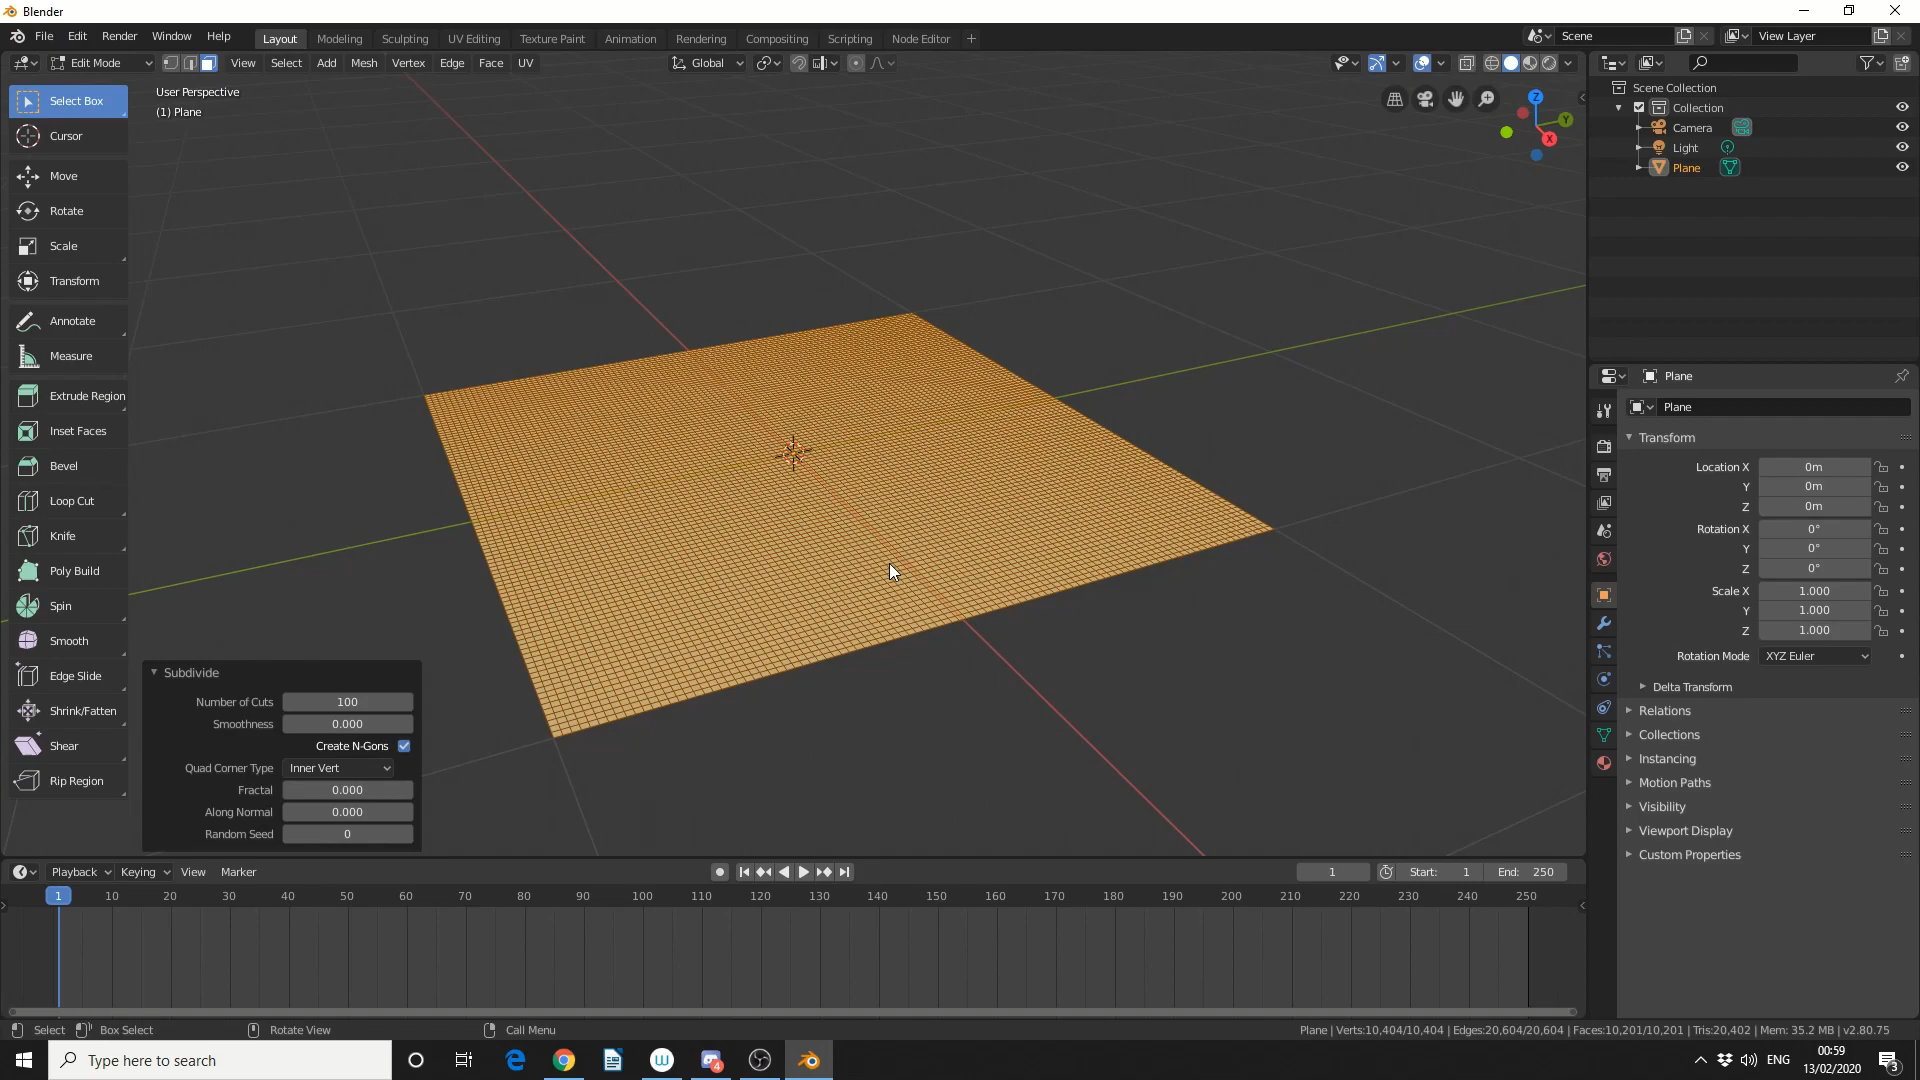 Blender
File Edit Render Window Help Layout Modeling Sculpting UV Editing Texture Paint Animation Rendering Compositing Scripting Node Editor + Scene View Layer
Edit Mode View Select Add Mesh Vertex Edge Face UV Global
User Perspective
(1) Plane
Select Box
Cursor
Move
Rotate
Scale
Transform
Annotate
Measure
Extrude Region
Inset Faces
Bevel
Loop Cut
Knife
Poly Build
Spin
Smooth
Edge Slide
Shrink/Fatten
Shear
Rip Region
Z
Y
X
Subdivide
Number of Cuts 100
Smoothness 0.000
Create N-Gons
Quad Corner Type Inner Vert
Fractal 0.000
Along Normal 0.000
Random Seed 0
Scene Collection
Collection
Camera
Light
Plane
Plane
Plane
Transform
Location X 0m
Y 0m
Z 0m
Rotation X 0°
Y 0°
Z 0°
Scale X 1.000
Y 1.000
Z 1.000
Rotation Mode XYZ Euler
Delta Transform
Relations
Collections
Instancing
Motion Paths
Visibility
Viewport Display
Custom Properties
Playback Keying View Marker 1 Start: 1 End: 250
1 10 20 30 40 50 60 70 80 90 100 110 120 130 140 150 160 170 180 190 200 210 220 230 240 250
Select Box Select Rotate View Call Menu Plane | Verts:10,404/10,404 | Edges:20,604/20,604 | Faces:10,201/10,201 | Tris:20,402 | Mem: 35.2 MB | v2.80.75
Type here to search 4 ENG 00:59 3
13/02/2020